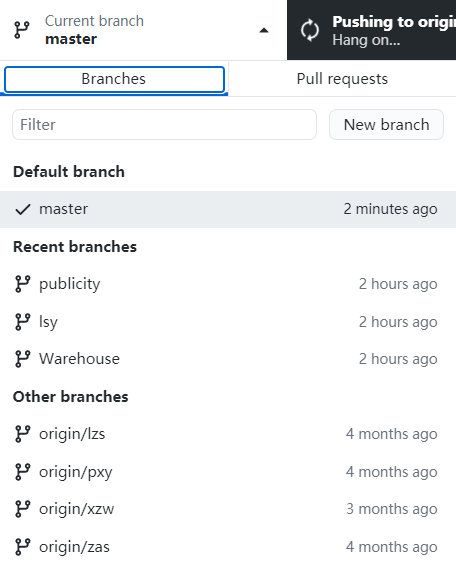 Current branch
master
Pushing to origin
Hang on...
Branches
Pull requests
Filter
New branch
Default branch
master
2 minutes ago
Recent branches
publicity
2 hours ago
lsy
2 hours ago
Warehouse
2 hours ago
Other branches
origin/lzs
4 months ago
origin/pxy
4 months ago
origin/xzw
3 months ago
origin/zas
4 months ago